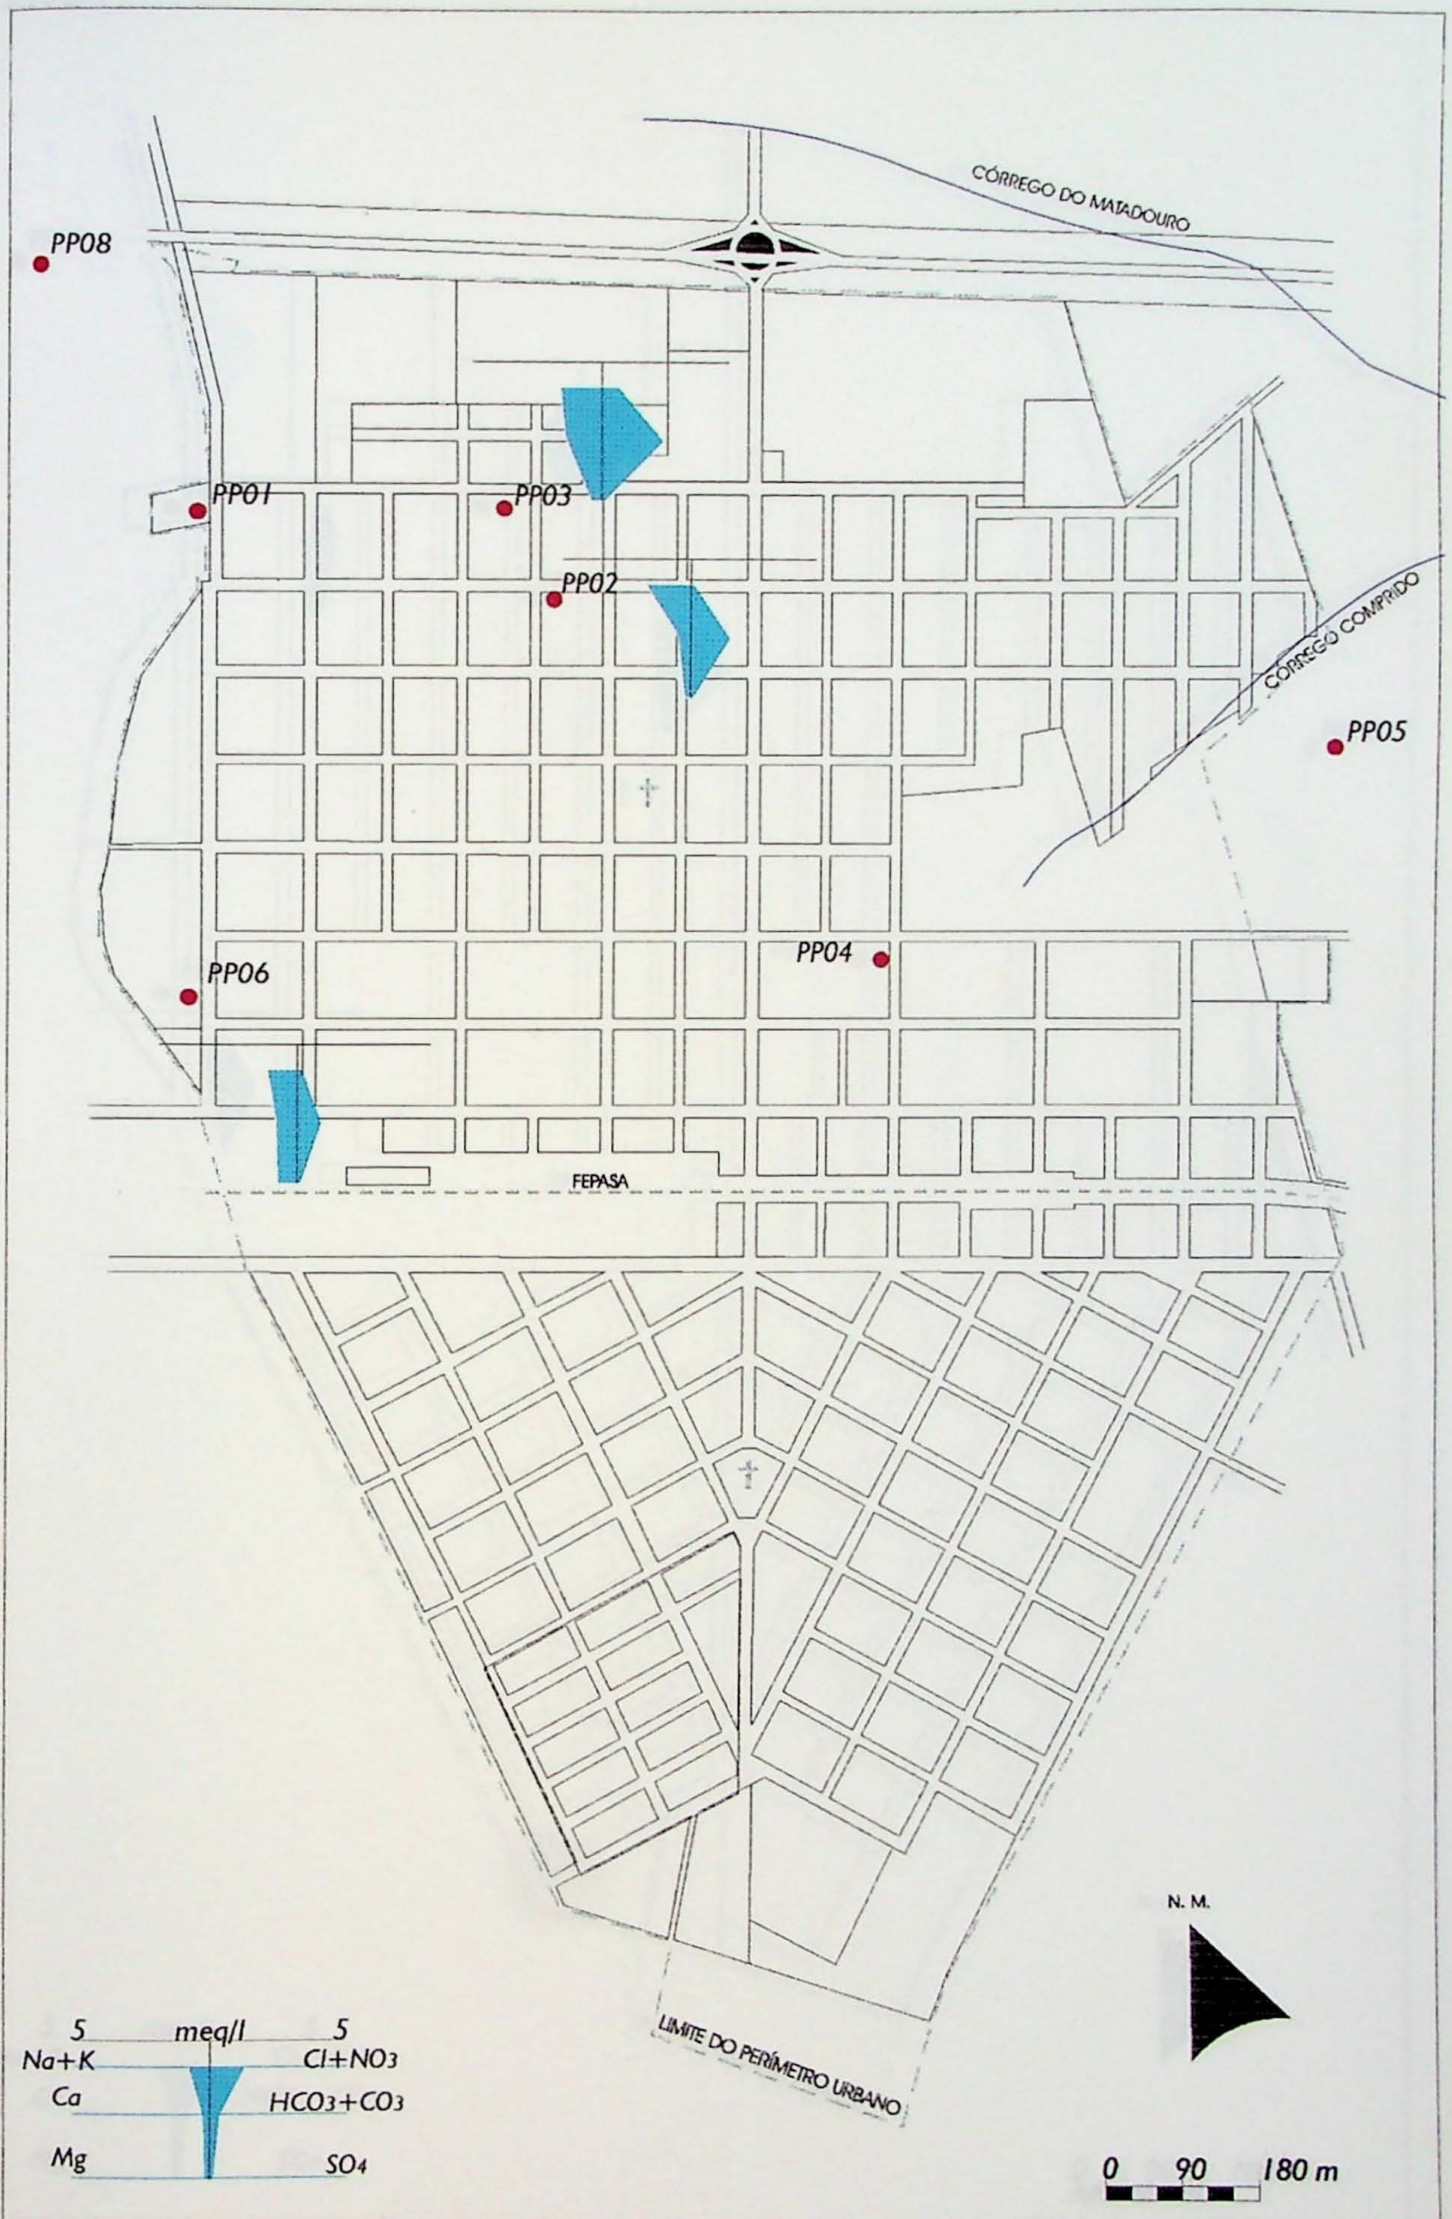 CÓRREGO DO MATADOURO
PP08
PP01
PP03
PP02
CÓRREGO COMPRIDO
PP05
PP04
PP06
FEPASA
N. M.
LIMITE DO PERÍMETRO URBANO
5 meq/l 5
Na+K Cl+NO3
Ca HCO3+CO3
Mg SO4
0 90 180 m